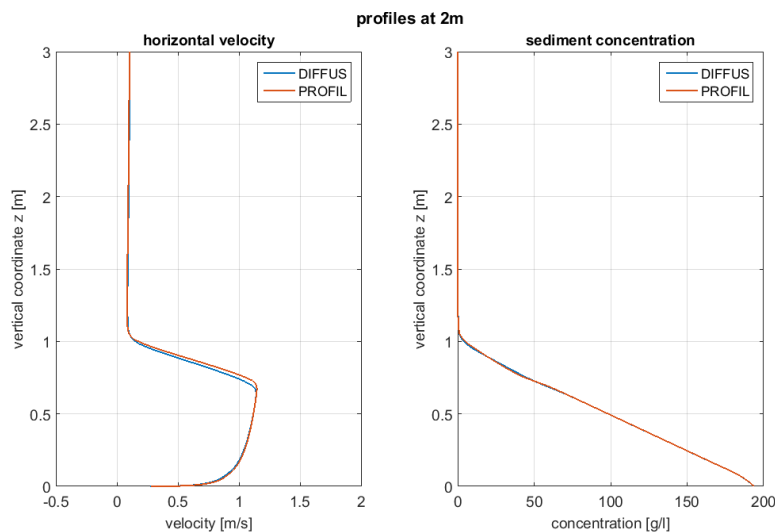 profiles at 2m
horizontal velocity
sediment concentration
DIFFUS
PROFIL
DIFFUS
PROFIL
vertical coordinate z [m]
3
2.5
2
1.5
1
0.5
0
-0.5 0 0.5 1 1.5 2
velocity [m/s]
vertical coordinate z [m]
3
2.5
2
1.5
1
0.5
0
0 50 100 150 200
concentration [g/l]